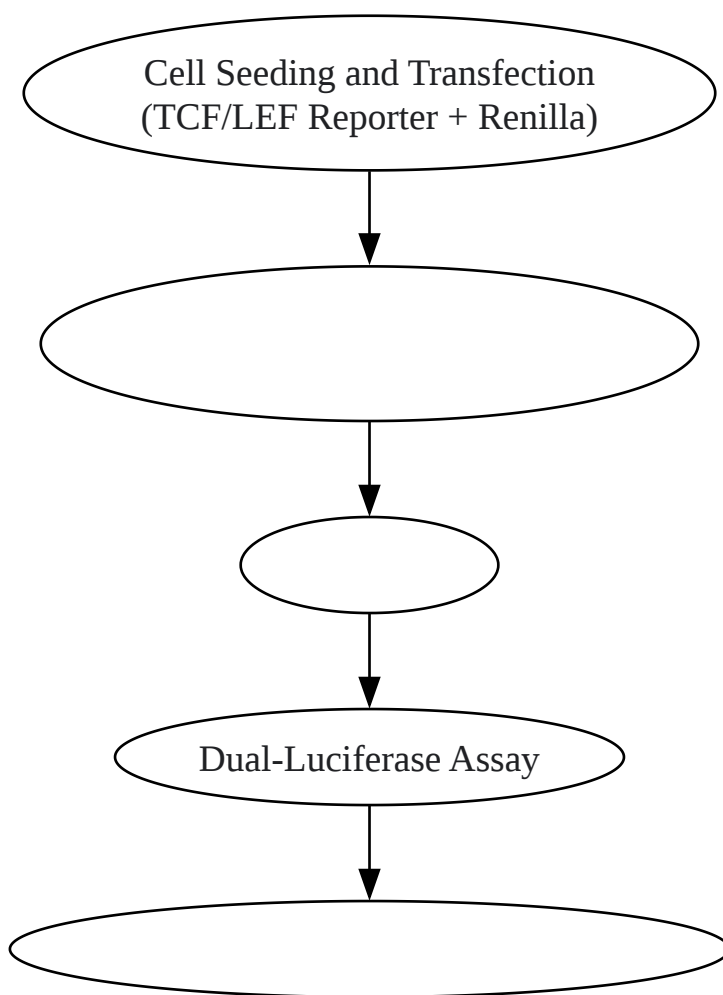 Cell Seeding and Transfection
(TCF/LEF Reporter + Renilla)
Dual-Luciferase Assay